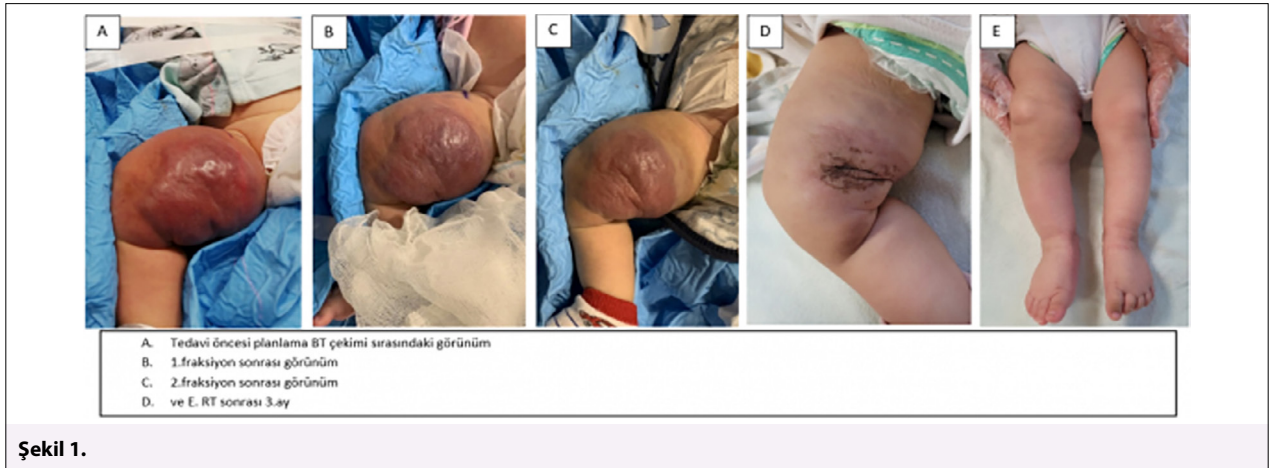 A
B
C
D
E
A. Tedavi öncesi planlama BT çekimi sırasındaki görünüm
B. 1.fraksiyon sonrası görünüm
C. 2.fraksiyon sonrası görünüm
D. ve E. RT sonrası 3.ay
Şekil 1.